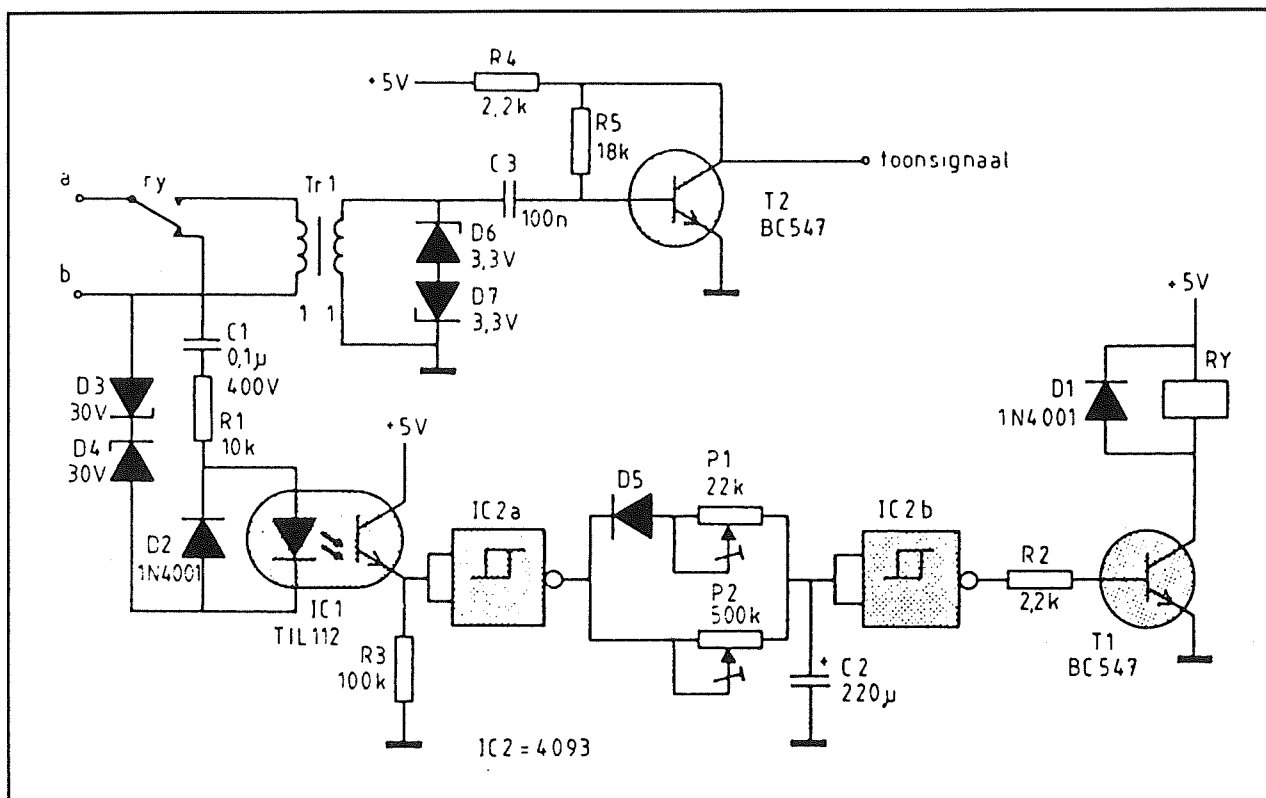 R4
+5V
2,2k
R5
18k
C3
100n
toonsignaal
T2
BC547
a
ry
Tr1
D6
3,3V
D7
3,3V
b
1 1
C1
0,1µ
400V
D3
30V
D4
30V
R1
10k
+5V
+5V
RY
D1
1N4001
D5
P1
22k
IC2a
IC2b
D2
1N4001
R2
2,2k
P2
500k
IC1
TIL112
R3
100k
+
C2
220µ
T1
BC547
IC2 = 4093